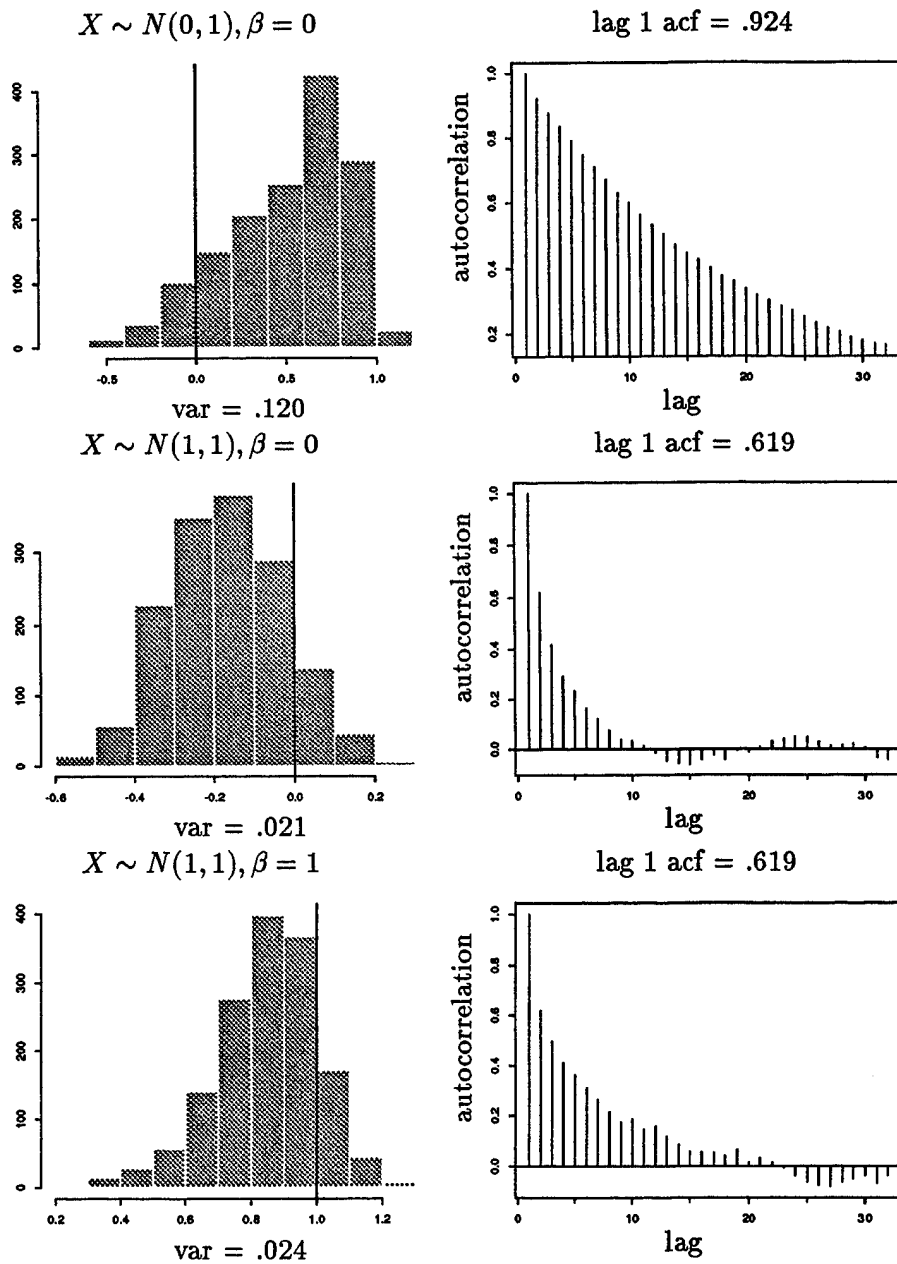 X ∼ N(0, 1), β = 0
lag 1 acf = .924
400
300
200
100
0
-0.5 0.0 0.5 1.0
var = .120
autocorrelation
1.0
0.8
0.6
0.4
0.2
0 10 20 30
lag
X ∼ N(1, 1), β = 0
lag 1 acf = .619
300
200
100
0
-0.6 -0.4 -0.2 0.0 0.2
var = .021
autocorrelation
1.0
0.8
0.6
0.4
0.2
0.0
0 10 20 30
lag
X ∼ N(1, 1), β = 1
lag 1 acf = .619
400
300
200
100
0
0.2 0.4 0.6 0.8 1.0 1.2
var = .024
autocorrelation
1.0
0.8
0.6
0.4
0.2
0.0
0 10 20 30
lag